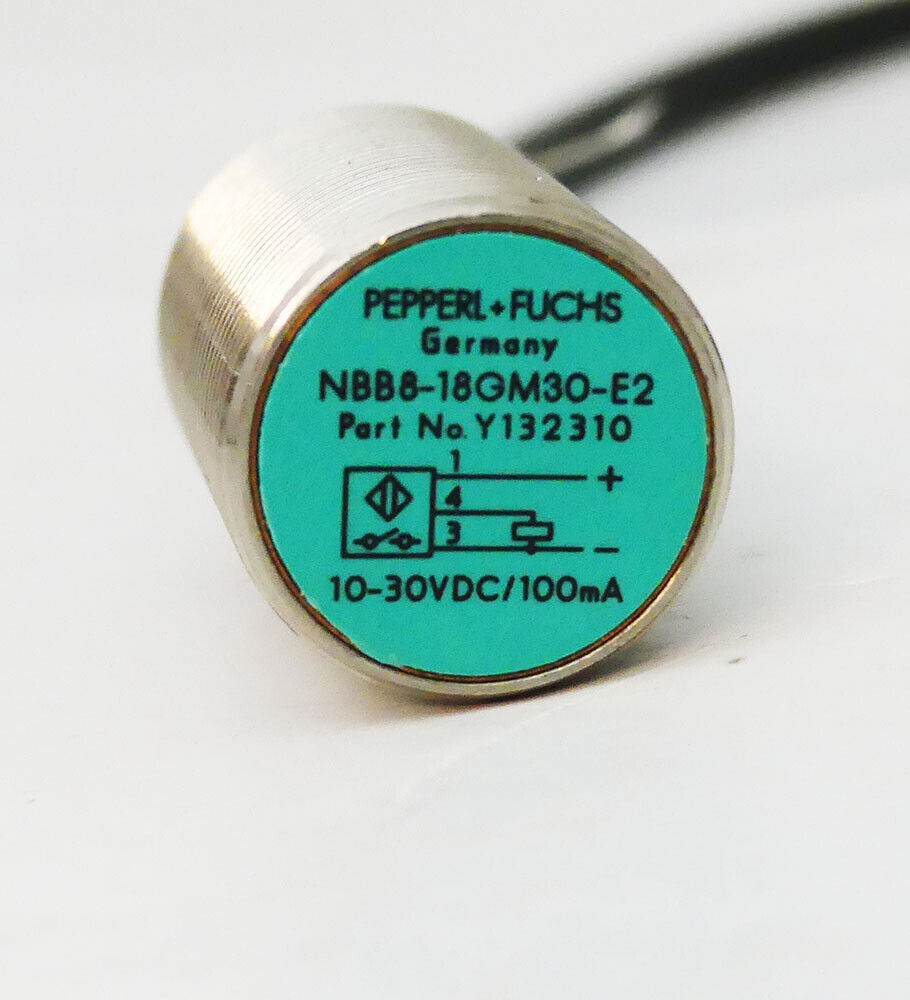 PEPPERL+FUCHS
Germany
NBB8-18GM30-E2
Part No. Y132310
1
+
4
3
-
10-30VDC/100mA